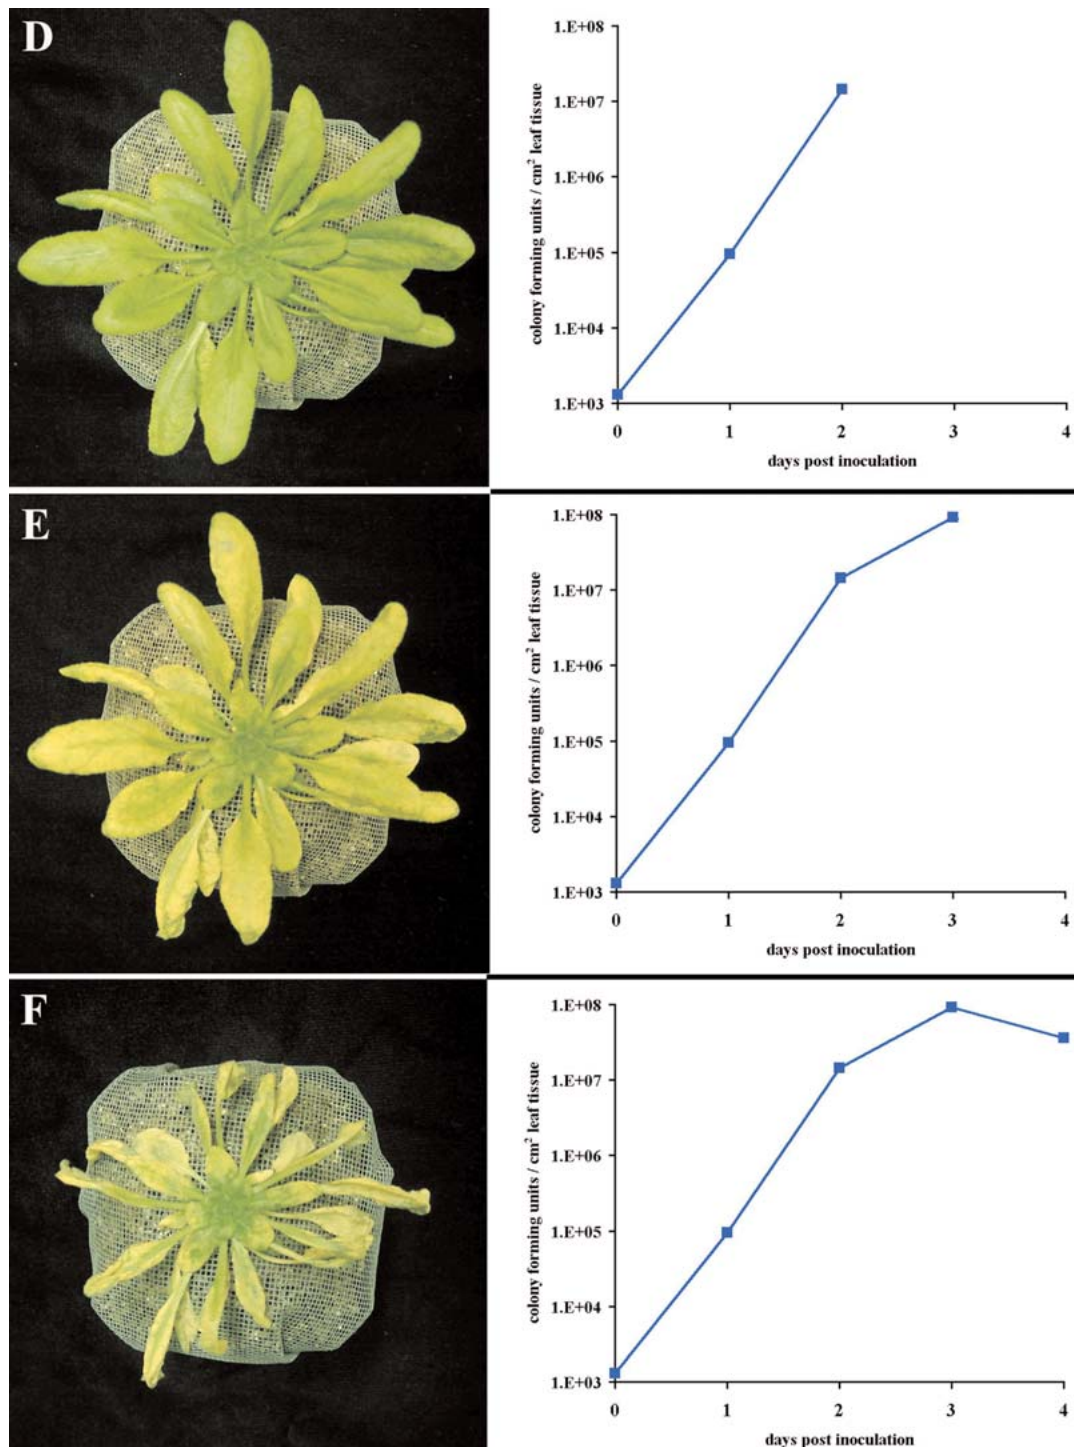 D
colony forming units / cm² leaf tissue
1.E+08
1.E+07
1.E+06
1.E+05
1.E+04
1.E+03
0 1 2 3 4
days post inoculation
E
colony forming units / cm² leaf tissue
1.E+08
1.E+07
1.E+06
1.E+05
1.E+04
1.E+03
0 1 2 3 4
days post inoculation
F
colony forming units / cm² leaf tissue
1.E+08
1.E+07
1.E+06
1.E+05
1.E+04
1.E+03
0 1 2 3 4
days post inoculation